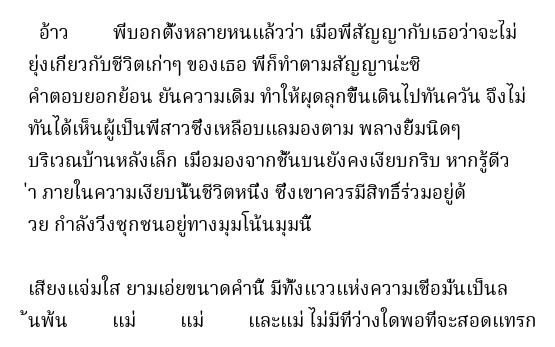 อ้าว พี่บอกตั้งหลายหนแล้วว่า เมื่อพี่สัญญากับเธอว่าจะไม่
ยุ่งเกี่ยวกับชีวิตเก่าๆ ของเธอ พี่ก็ทำตามสัญญาน่ะซิ
คำตอบยอกย้อน ยันความเดิม ทำให้ผุดลุกขึ้นเดินไปทันควัน จึงไม่
ทันได้เห็นผู้เป็นพี่สาวซึ่งเหลือบแลมองตาม พลางยิ้มนิดๆ
บริเวณบ้านหลังเล็ก เมื่อมองจากชั้นบนยังคงเงียบกริบ หากรู้ดีว
่า ภายในความเงียบนั้นชีวิตหนึ่ง ซึ่งเขาควรมีสิทธิ์ร่วมอยู่ด้
วย กำลังวิ่งซุกซนอยู่ทางมุมโน้นมุมนี้
เสียงแจ่มใส ยามเอ่ยขนาดคำนี้ มีทั้งแววแห่งความเชื่อมั่นเป็นล
้นพ้น แม่ แม่ และแม่ ไม่มีที่ว่างใดพอที่จะสอดแทรก